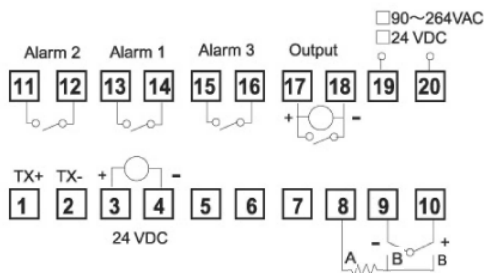 □90～264VAC
□24 VDC
Alarm 2 Alarm 1 Alarm 3 Output
11 12 13 14 15 16 17 18 19 20
+ -
TX+ TX- + -
1 2 3 4 5 6 7 8 9 10
24 VDC
- +
A B B